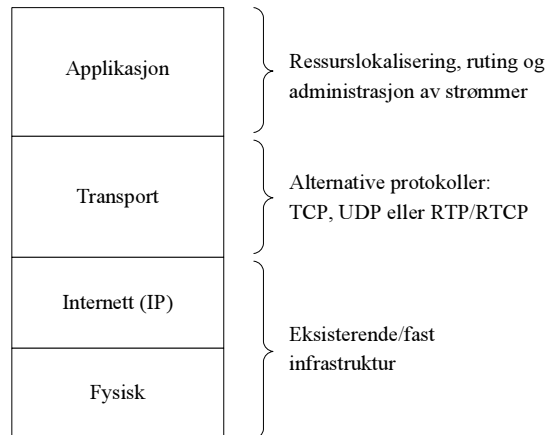 Applikasjon
Ressurslokalisering, ruting og
administrasjon av strømmer
Transport
Alternative protokoller:
TCP, UDP eller RTP/RTCP
Internett (IP)
Eksisterende/fast
infrastruktur
Fysisk